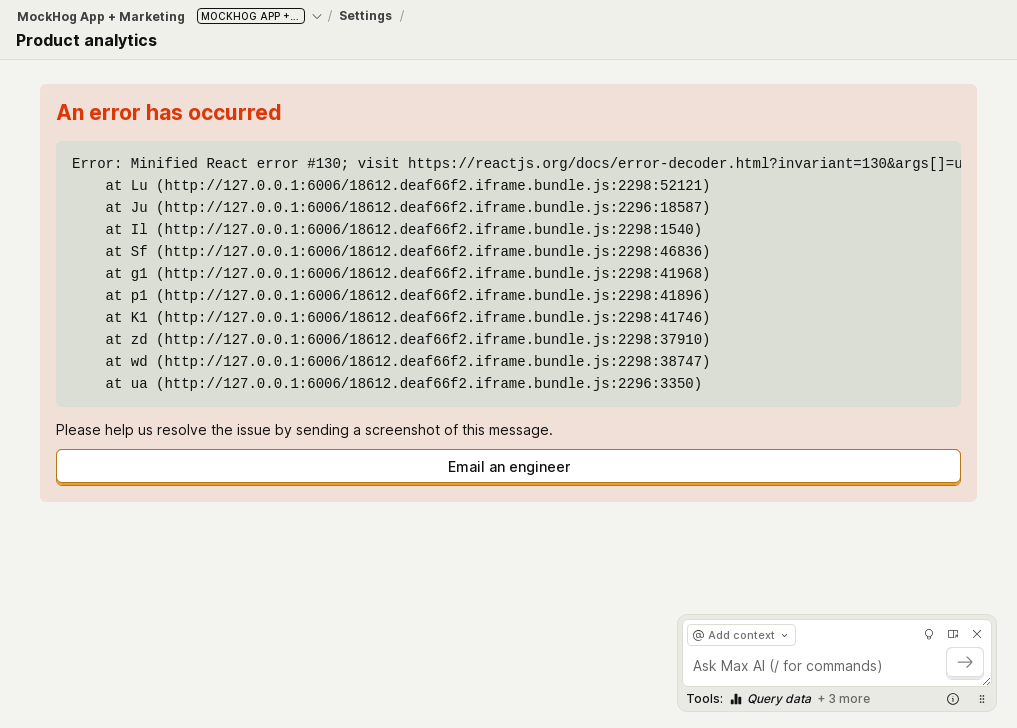 MockHog App + Marketing MOCKHOG APP +... / Settings /
Product analytics
An error has occurred
Error: Minified React error #130; visit https://reactjs.org/docs/error-decoder.html?invariant=130&args[]=u
at Lu (http://127.0.0.1:6006/18612.deaf66f2.iframe.bundle.js:2298:52121)
at Ju (http://127.0.0.1:6006/18612.deaf66f2.iframe.bundle.js:2296:18587)
at Il (http://127.0.0.1:6006/18612.deaf66f2.iframe.bundle.js:2298:1540)
at Sf (http://127.0.0.1:6006/18612.deaf66f2.iframe.bundle.js:2298:46836)
at g1 (http://127.0.0.1:6006/18612.deaf66f2.iframe.bundle.js:2298:41968)
at p1 (http://127.0.0.1:6006/18612.deaf66f2.iframe.bundle.js:2298:41896)
at K1 (http://127.0.0.1:6006/18612.deaf66f2.iframe.bundle.js:2298:41746)
at zd (http://127.0.0.1:6006/18612.deaf66f2.iframe.bundle.js:2298:37910)
at wd (http://127.0.0.1:6006/18612.deaf66f2.iframe.bundle.js:2298:38747)
at ua (http://127.0.0.1:6006/18612.deaf66f2.iframe.bundle.js:2296:3350)
Please help us resolve the issue by sending a screenshot of this message.
Email an engineer
@ Add context
Ask Max AI (/ for commands)
Tools: Query data + 3 more